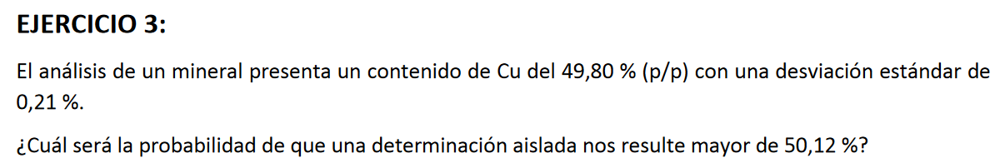 EJERCICIO 3:
El análisis de un mineral presenta un contenido de Cu del 49,80 % (p/p) con una desviación estándar de
0,21 %.
¿Cuál será la probabilidad de que una determinación aislada nos resulte mayor de 50,12 %?